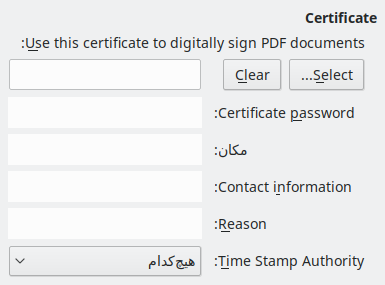 Certificate
Use this certificate to digitally sign PDF documents:
Select... Clear
Certificate password:
مکان:
Contact information:
Reason:
Time Stamp Authority: هیچ‌کدام